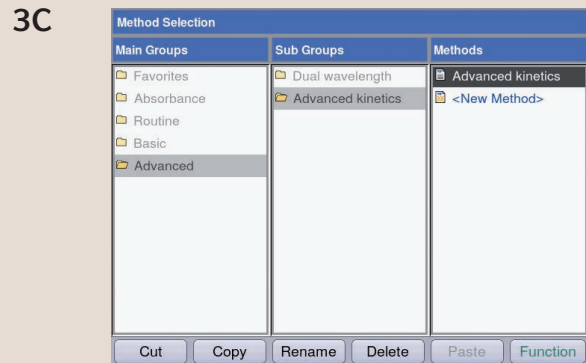 3C
Method Selection
Main Groups
Sub Groups
Methods
Favorites
Absorbance
Routine
Basic
Advanced
Dual wavelength
Advanced kinetics
Advanced kinetics
<New Method>
Cut
Copy
Rename
Delete
Paste
Function